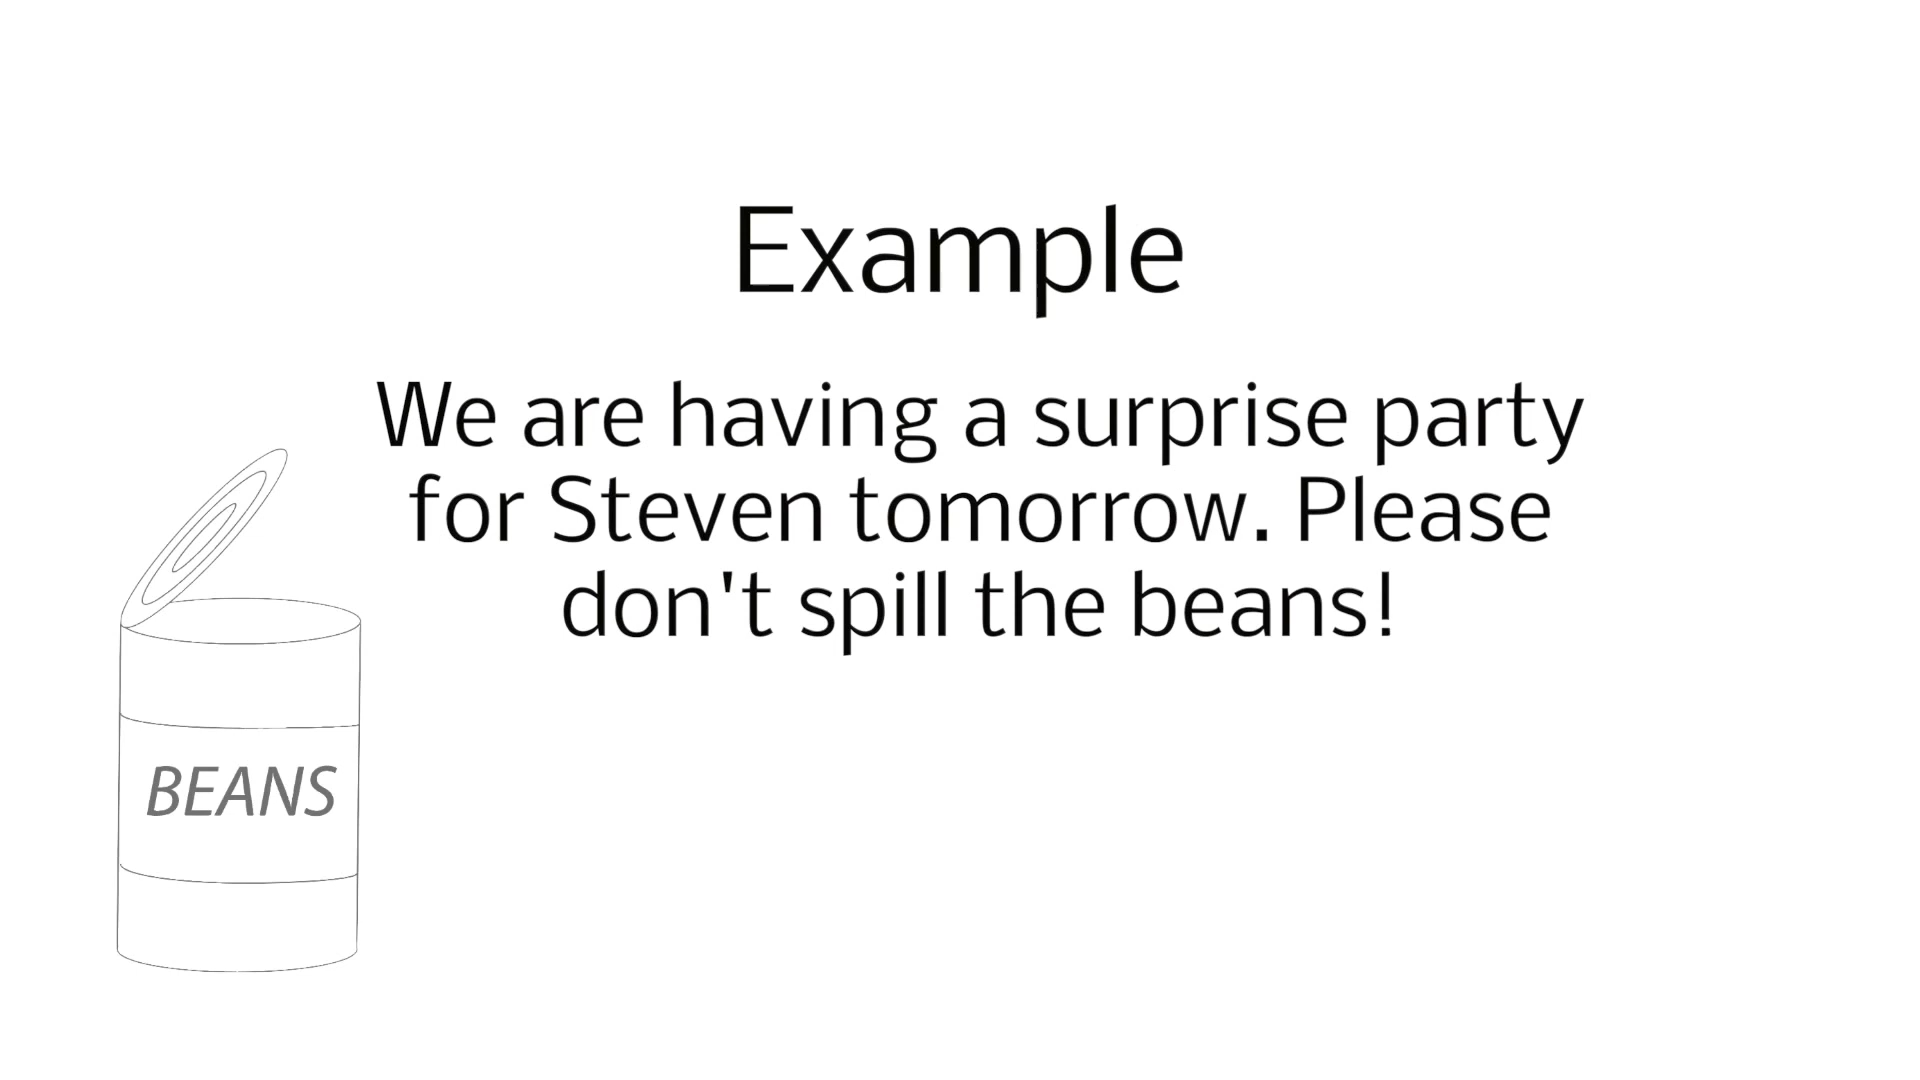 Example
We are having a surprise party
for Steven tomorrow. Please
don't spill the beans!
BEANS